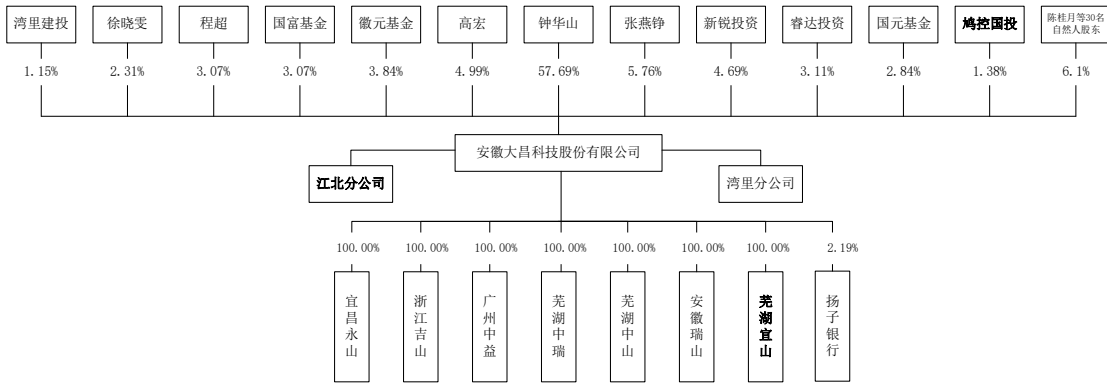 湾里建投
徐晓雯
程超
国富基金
徽元基金
高宏
钟华山
张燕铮
新锐投资
睿达投资
国元基金
鸠控国投
陈桂月等30名
自然人股东
1.15%
2.31%
3.07%
3.07%
3.84%
4.99%
57.69%
5.76%
4.69%
3.11%
2.84%
1.38%
6.1%
安徽大昌科技股份有限公司
江北分公司
湾里分公司
100.00%
100.00%
100.00%
100.00%
100.00%
100.00%
100.00%
2.19%
宜昌永山
浙江吉山
广州中益
芜湖中瑞
芜湖中山
安徽瑞山
芜湖宜山
扬子银行